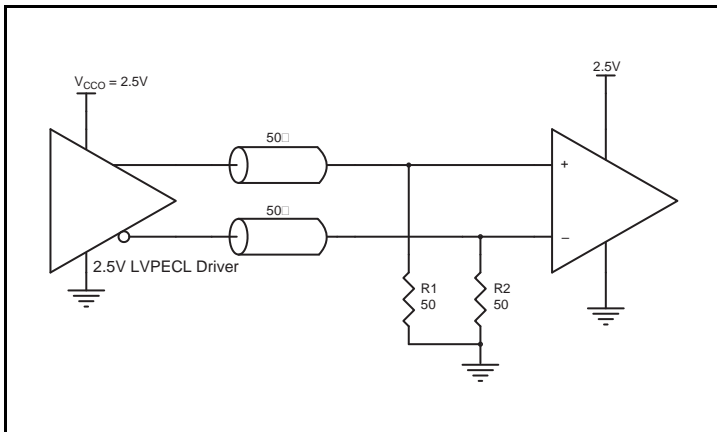 V_CCO = 2.5V
2.5V
50□
+
50□
–
2.5V LVPECL Driver
R1
50
R2
50